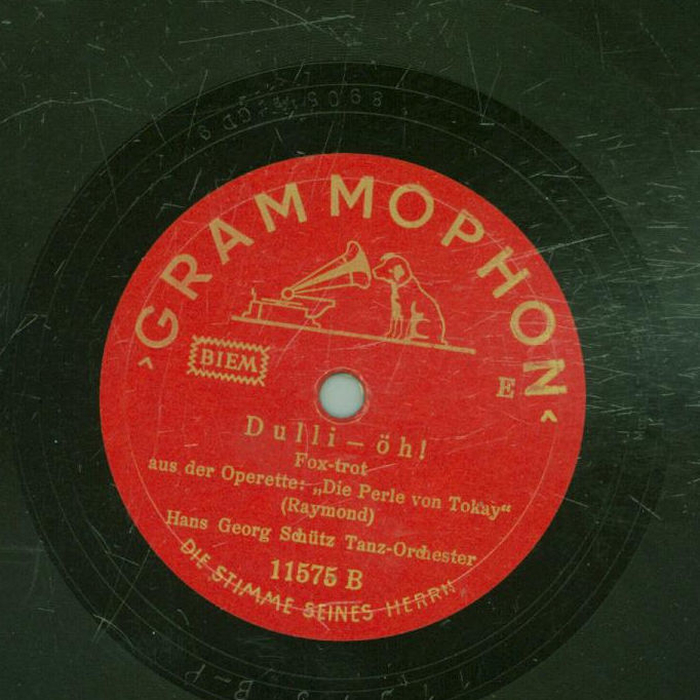 GRAMMOPHON
BIEM
E
Dulli – öh!
Fox-trot
aus der Operette: „Die Perle von Tokay“
(Raymond)
Hans Georg Schütz Tanz-Orchester
11575 B
DIE STIMME SEINES HERRN